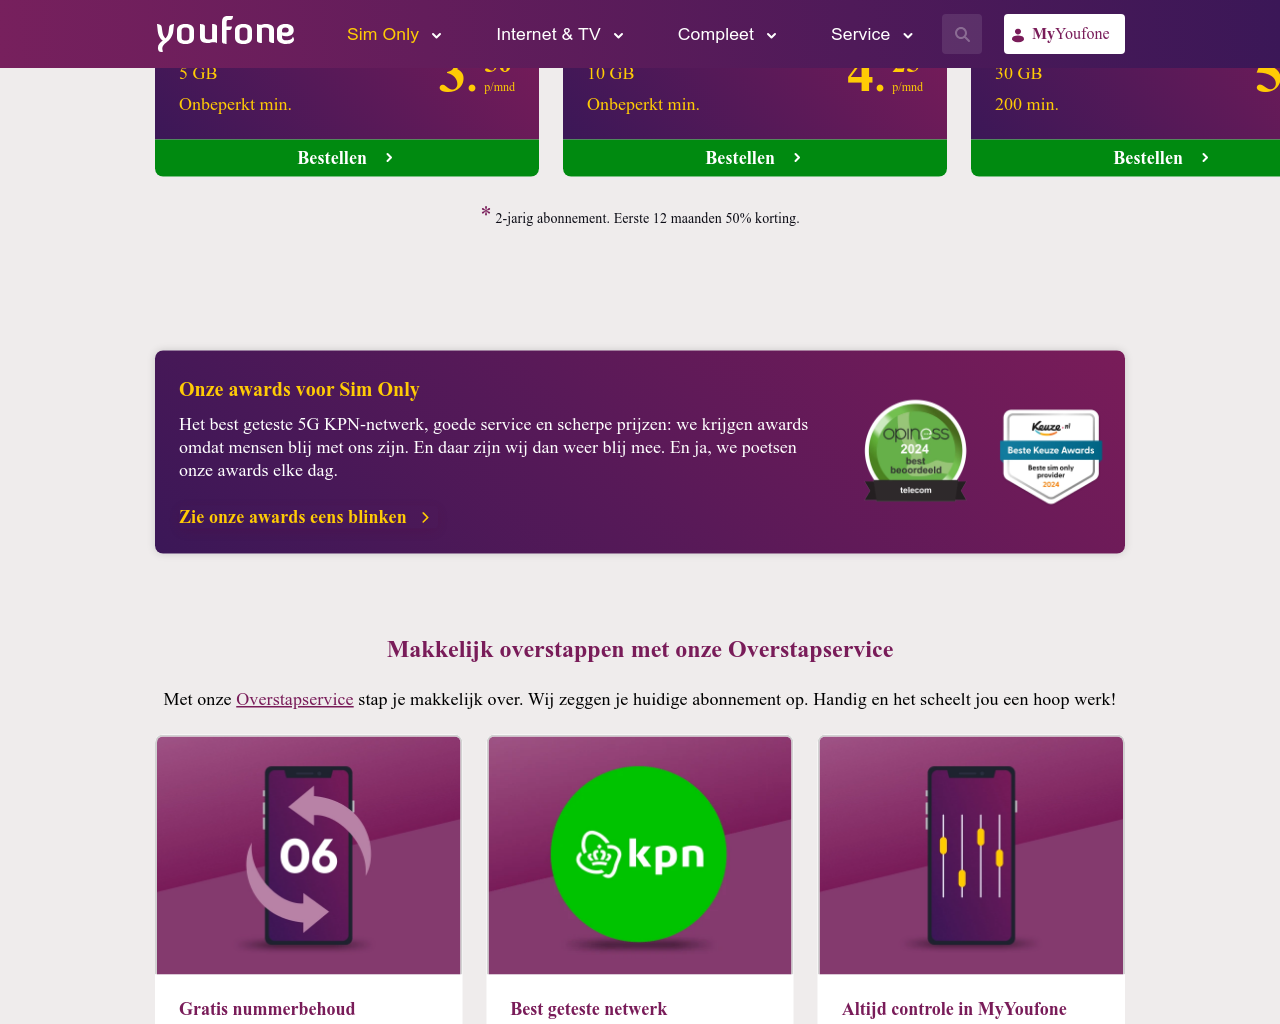 youfone
Sim Only
Internet & TV
Compleet
Service
MyYoufone
5 GB
3.
p/mnd
Onbeperkt min.
Bestellen
10 GB
4.
p/mnd
Onbeperkt min.
Bestellen
30 GB
200 min.
Bestellen
* 2-jarig abonnement. Eerste 12 maanden 50% korting.
Onze awards voor Sim Only
Het best geteste 5G KPN-netwerk, goede service en scherpe prijzen: we krijgen awards
omdat mensen blij met ons zijn. En daar zijn wij dan weer blij mee. En ja, we poetsen
onze awards elke dag.
Zie onze awards eens blinken
opiness
2024
best
beoordeeld
telecom
Keuze.nl
Beste Keuze Awards
Beste sim only
provider
2024
Makkelijk overstappen met onze Overstapservice
Met onze Overstapservice stap je makkelijk over. Wij zeggen je huidige abonnement op. Handig en het scheelt jou een hoop werk!
06
kpn
Gratis nummerbehoud
Best geteste netwerk
Altijd controle in MyYoufone